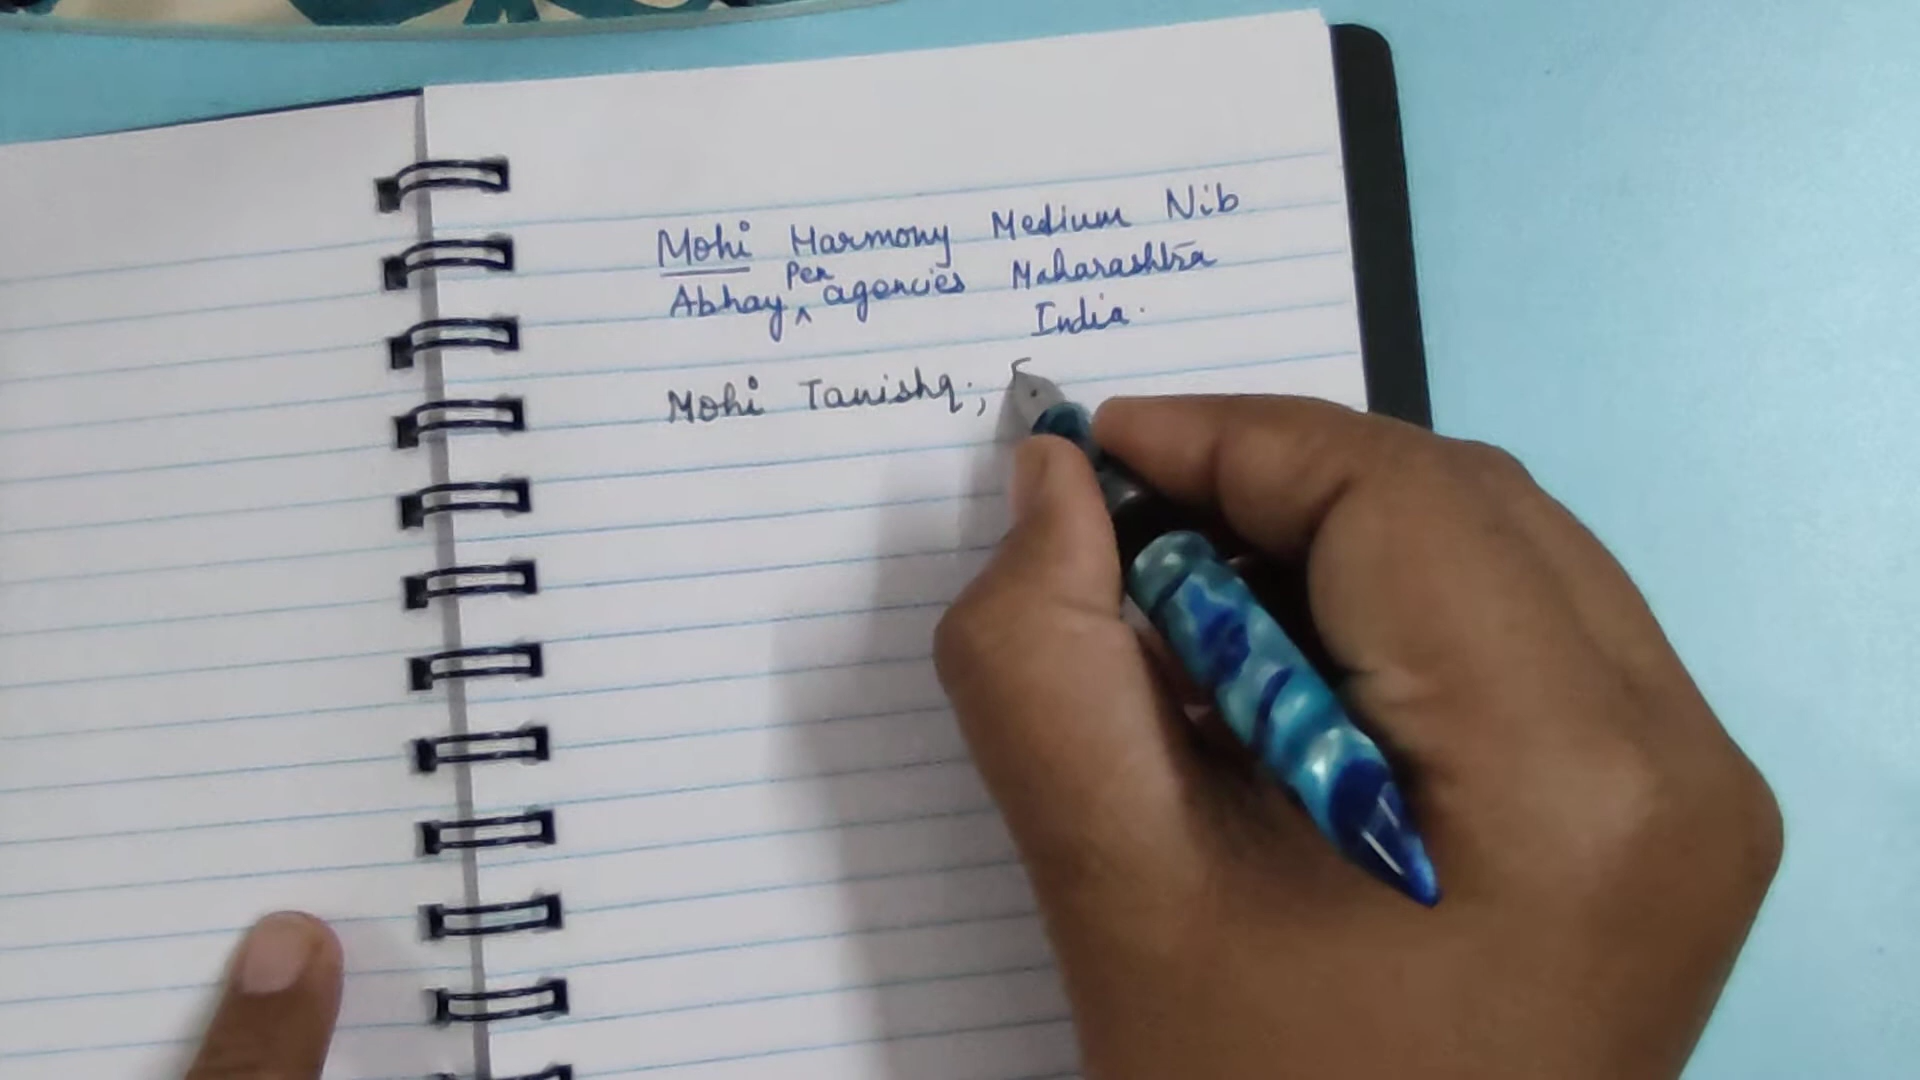 Mohi Harmony Medium Nib
Abhay Pen agencies Maharashtra
India.
Mohi Tanishq;